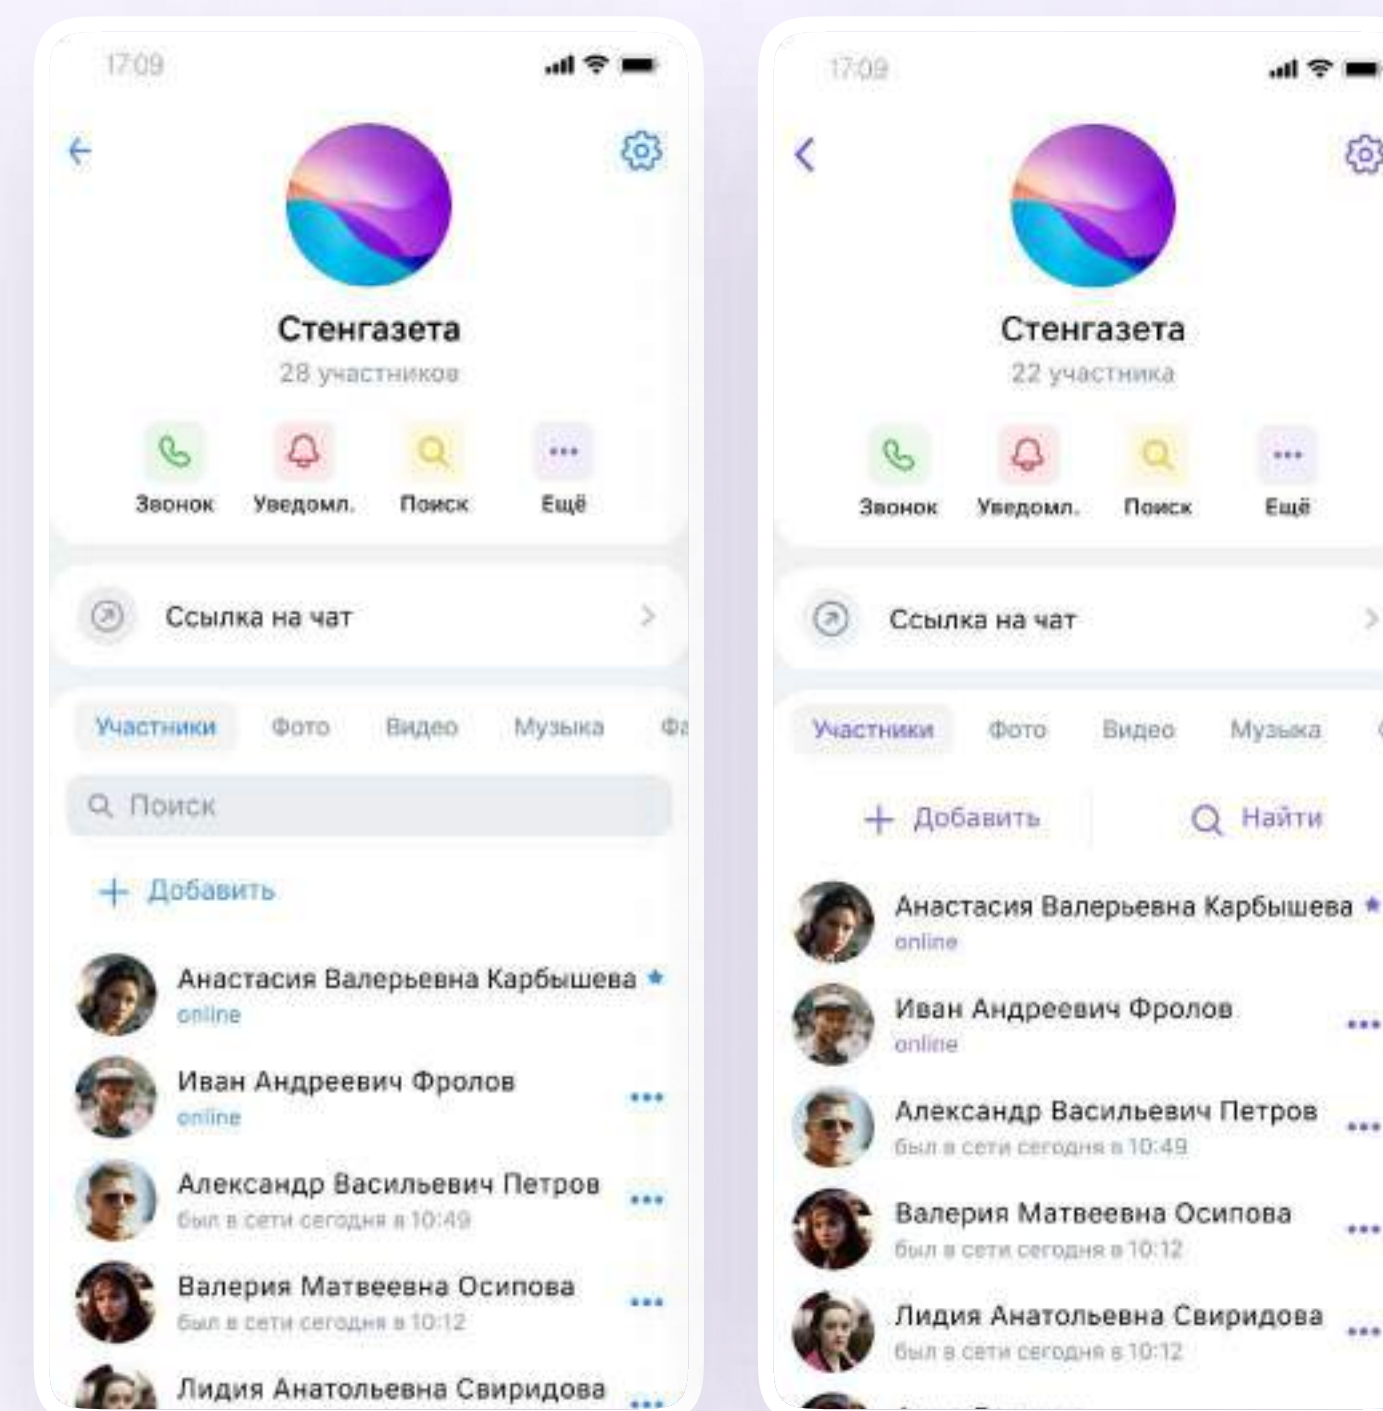 17:09
Стенгазета
28 участников
Звонок Уведомл. Поиск Ещё
Ссылка на чат
Участники Фото Видео Музыка Фа
Поиск
Добавить
Анастасия Валерьевна Карбышева
online
Иван Андреевич Фролов
online
Александр Васильевич Петров
был в сети сегодня в 10:49
Валерия Матвеевна Осипова
был в сети сегодня в 10:12
Лидия Анатольевна Свиридова
17:09
Стенгазета
22 участника
Звонок Уведомл. Поиск Ещё
Ссылка на чат
Участники Фото Видео Музыка
Добавить Найти
Анастасия Валерьевна Карбышева
online
Иван Андреевич Фролов
online
Александр Васильевич Петров
был в сети сегодня в 10:49
Валерия Матвеевна Осипова
был в сети сегодня в 10:12
Лидия Анатольевна Свиридова
был в сети сегодня в 10:12